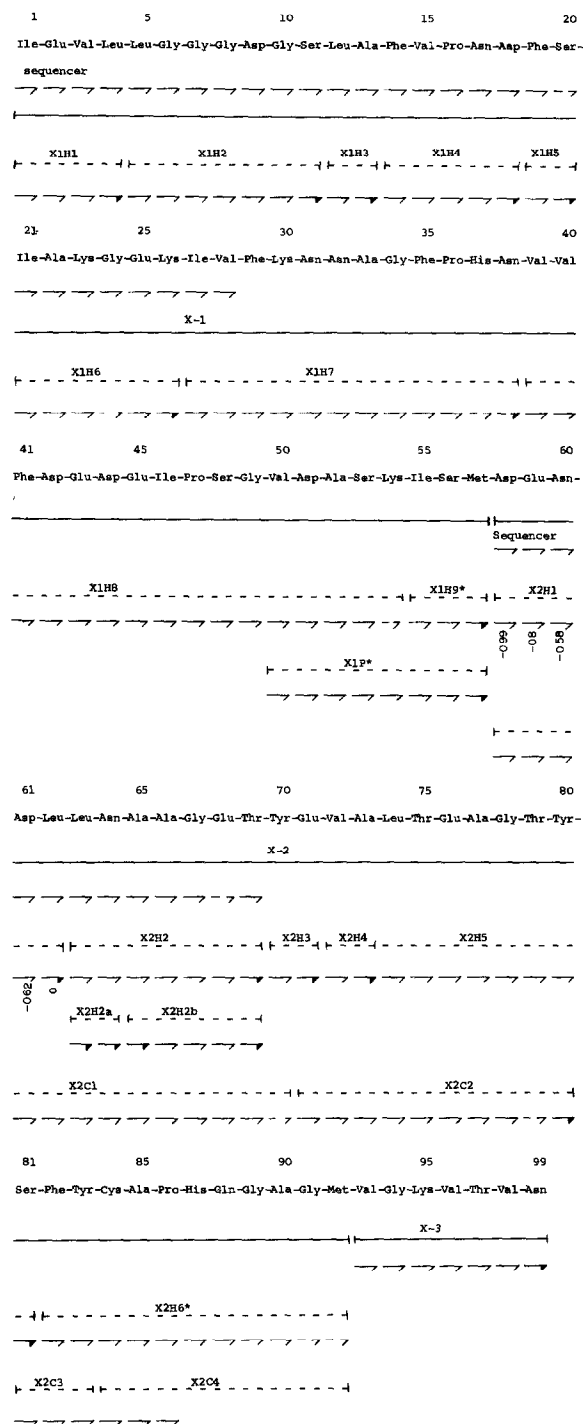 1 5 10 15 20
Ile-Glu-Val-Leu-Leu-Gly-Gly-Gly-Asp-Gly-Ser-Leu-Ala-Phe-Val-Pro-Asn-Asp-Phe-Ser-
sequencer
X1H1 X1H2 X1H3 X1H4 X1H5
21 25 30 35 40
Ile-Ala-Lys-Gly-Glu-Lys-Ile-Val-Phe-Lys-Asn-Asn-Ala-Gly-Phe-Pro-His-Asn-Val-Val
X-1
X1H6 X1H7
41 45 50 55 60
Phe-Asp-Glu-Asp-Glu-Ile-Pro-Ser-Gly-Val-Asp-Ala-Ser-Lys-Ile-Ser-Met-Asp-Glu-Asn-
Sequencer
X1H8 X1H9* X2H1
-099 -08 -058
X1P*
61 65 70 75 80
Asp-Leu-Leu-Asn-Ala-Ala-Gly-Glu-Thr-Tyr-Glu-Val-Ala-Leu-Thr-Glu-Ala-Gly-Thr-Tyr-
X-2
X2H2 X2H3 X2H4 X2H5
-062 0
X2H2a X2H2b
X2C1 X2C2
81 85 90 95 99
Ser-Phe-Tyr-Cys-Ala-Pro-His-Gln-Gly-Ala-Gly-Met-Val-Gly-Lys-Val-Thr-Val-Asn
X-3
X2H6*
X2C3 X2C4